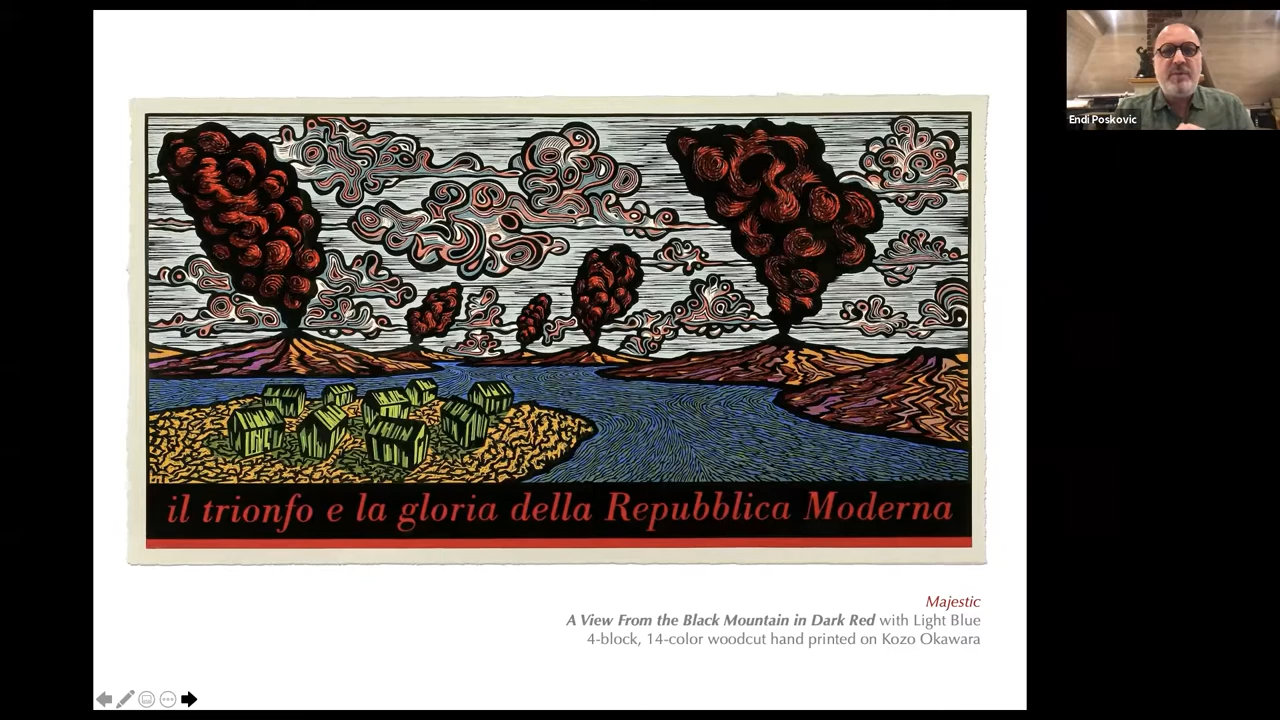 Endi Poskovic
il trionfo e la gloria della Repubblica Moderna
Majestic
A View From the Black Mountain in Dark Red with Light Blue
4-block, 14-color woodcut hand printed on Kozo Okawara